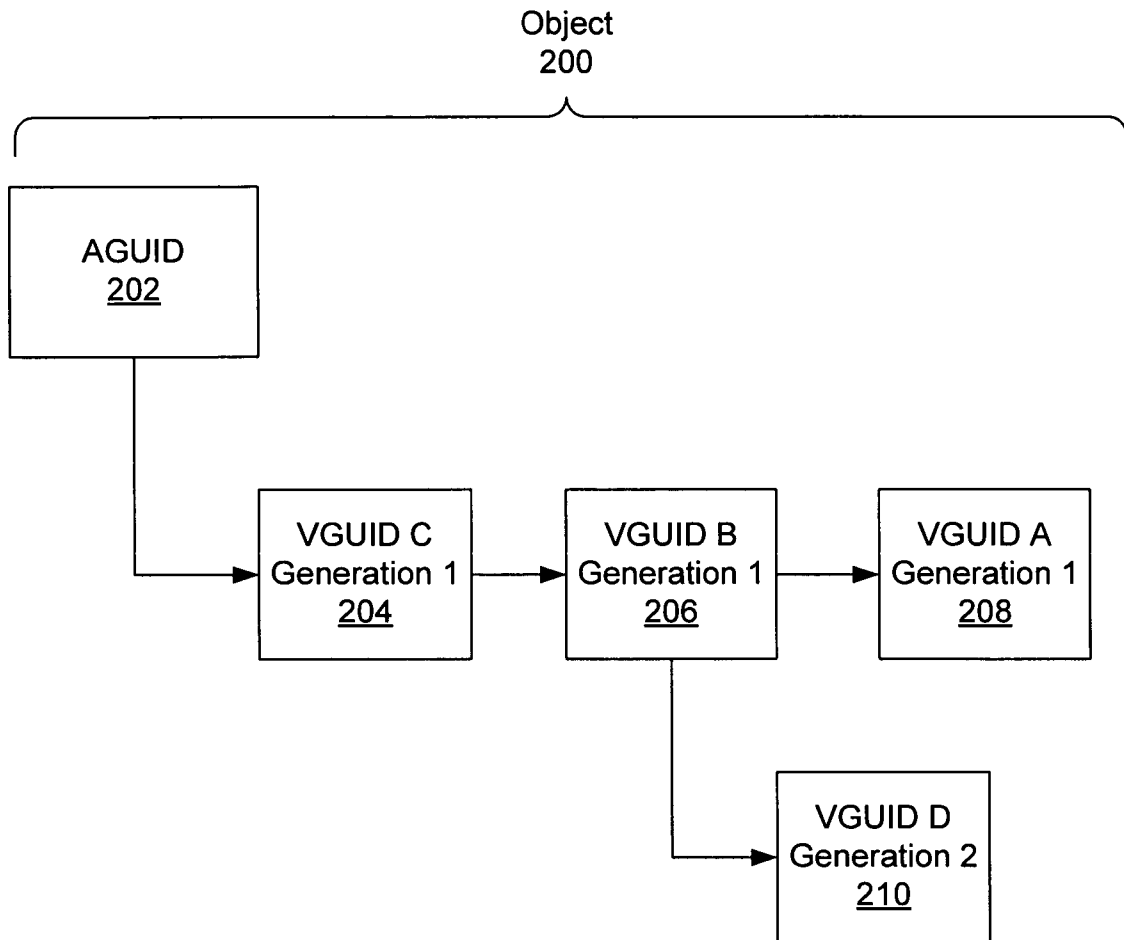 Object
200
AGUID
202
VGUID C
Generation 1
204
VGUID B
Generation 1
206
VGUID A
Generation 1
208
VGUID D
Generation 2
210